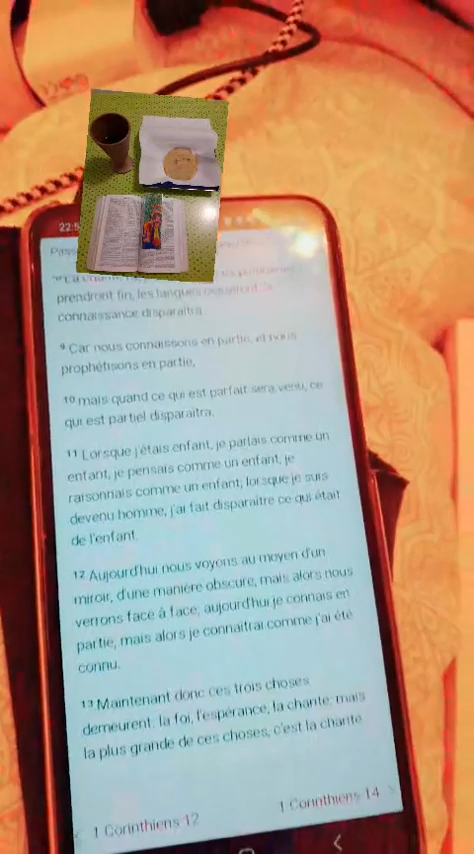 22:5
prendront fin, les langues cesseront, la
connaissance disparaîtra.
9 Car nous connaissons en partie, et nous
prophétisons en partie,
10 mais quand ce qui est parfait sera venu, ce
qui est partiel disparaîtra.
11 Lorsque j'étais enfant, je parlais comme un
enfant, je pensais comme un enfant, je
raisonnais comme un enfant; lorsque je suis
devenu homme, j'ai fait disparaître ce qui était
de l'enfant.
12 Aujourd'hui nous voyons au moyen d'un
miroir, d'une manière obscure, mais alors nous
verrons face à face; aujourd'hui je connais en
partie, mais alors je connaîtrai comme j'ai été
connu.
13 Maintenant donc ces trois choses
demeurent: la foi, l'espérance, la charité; mais
la plus grande de ces choses, c'est la charité.
1 Corinthiens 12
1 Corinthiens 14